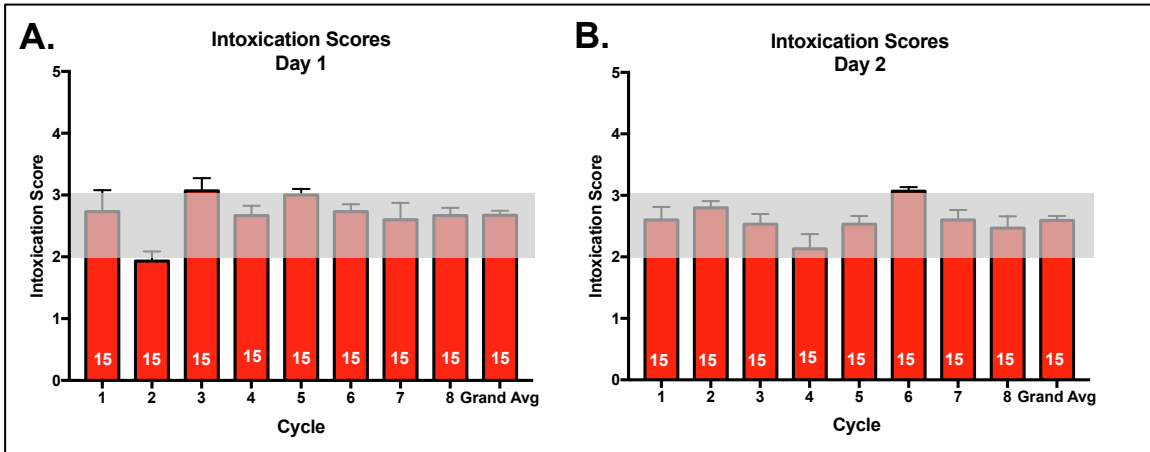 A.
Intoxication Scores
Day 1
Intoxication Score
5
4
3
2
1
0
15 15 15 15 15 15 15 15 15
1 2 3 4 5 6 7 8 Grand Avg
Cycle
B.
Intoxication Scores
Day 2
Intoxication Score
5
4
3
2
1
0
15 15 15 15 15 15 15 15 15
1 2 3 4 5 6 7 8 Grand Avg
Cycle